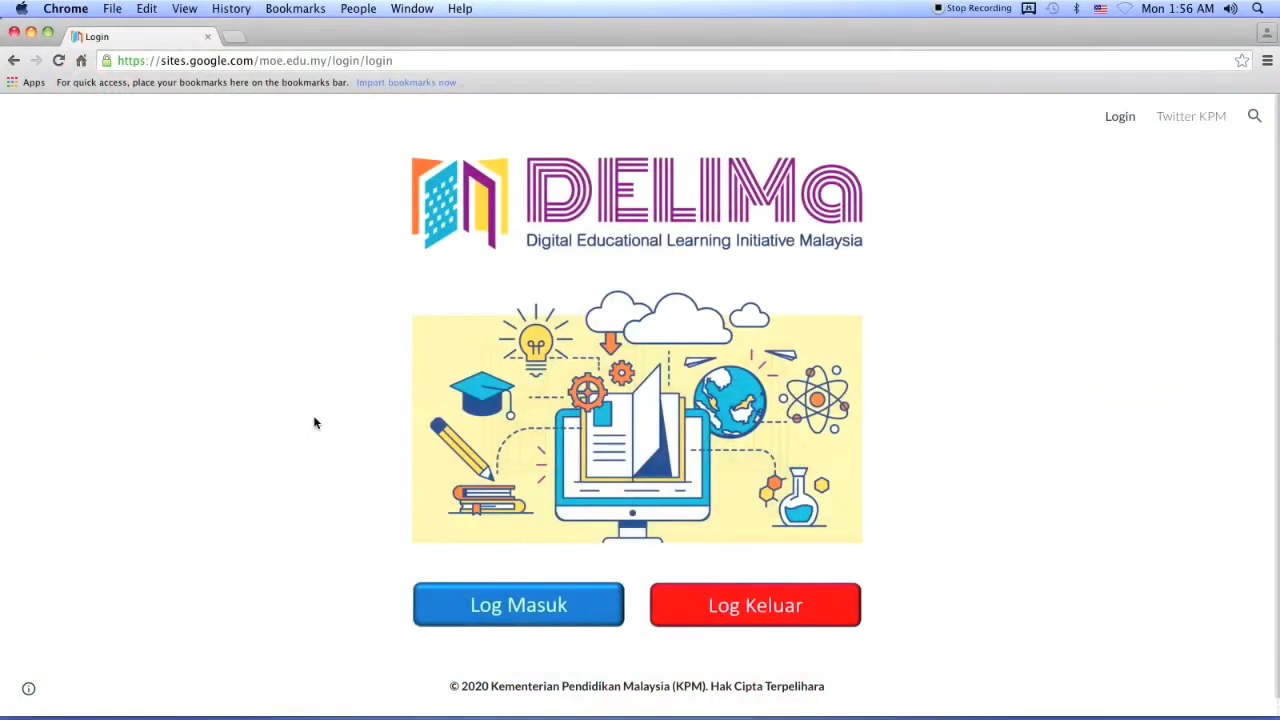 Chrome File Edit View History Bookmarks People Window Help Stop Recording Mon 1:56 AM
Login
https://sites.google.com/moe.edu.my/login/login
Apps For quick access, place your bookmarks here on the bookmarks bar. Import bookmarks now...
Login Twitter KPM
DELIMa
Digital Educational Learning Initiative Malaysia
Log Masuk Log Keluar
© 2020 Kementerian Pendidikan Malaysia (KPM). Hak Cipta Terpelihara